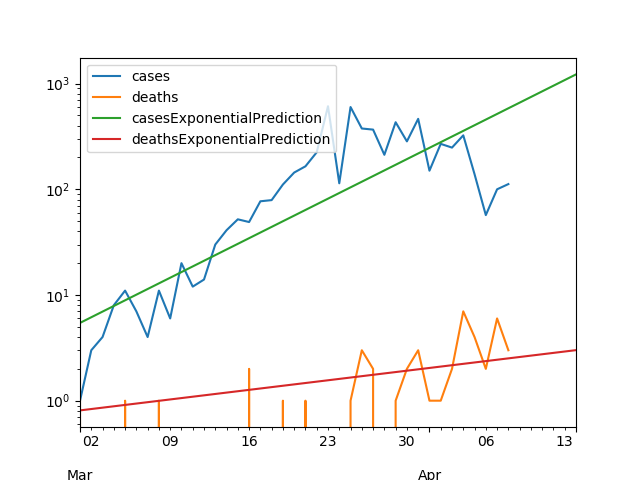 cases
deaths
casesExponentialPrediction
deathsExponentialPrediction
10³
10²
10¹
10⁰
02 09 16 23 30 06 13
Mar Apr